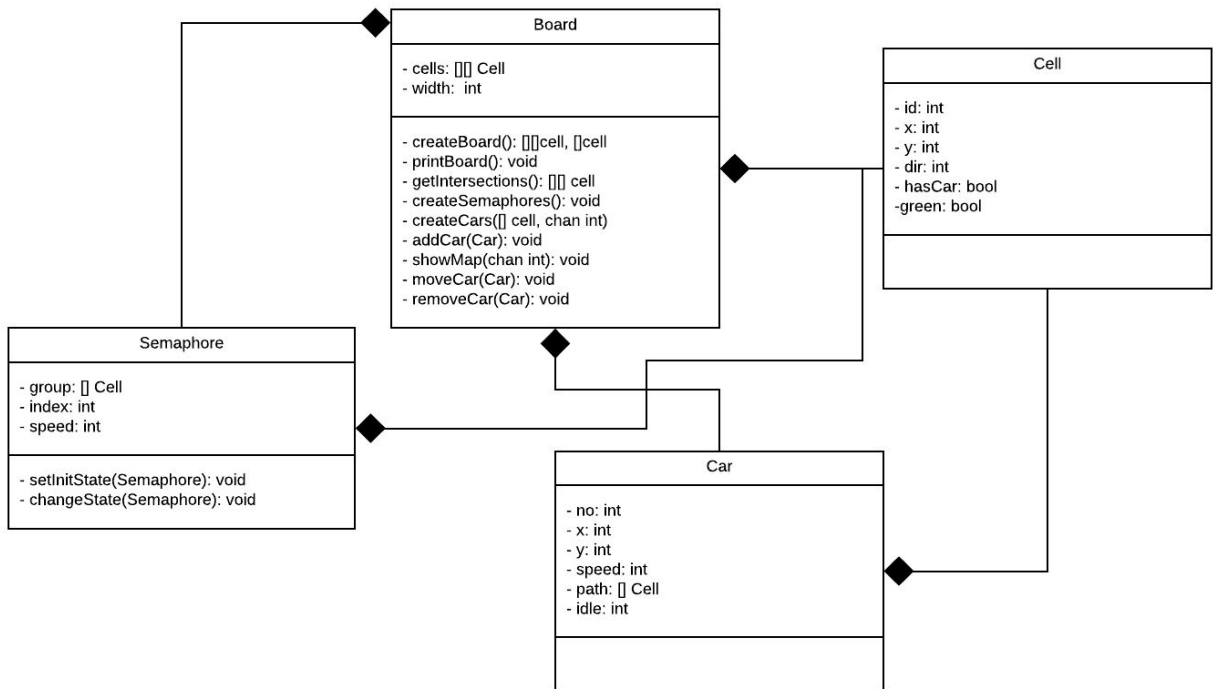 Board
- cells: [][] Cell
- width:  int
- createBoard(): [][]cell, []cell
- printBoard(): void
- getIntersections(): [][] cell
- createSemaphores(): void
- createCars([] cell, chan int)
- addCar(Car): void
- showMap(chan int): void
- moveCar(Car): void
- removeCar(Car): void
Cell
- id: int
- x: int
- y: int
- dir: int
- hasCar: bool
-green: bool
Semaphore
- group: [] Cell
- index: int
- speed: int
- setInitState(Semaphore): void
- changeState(Semaphore): void
Car
- no: int
- x: int
- y: int
- speed: int
- path: [] Cell
- idle: int